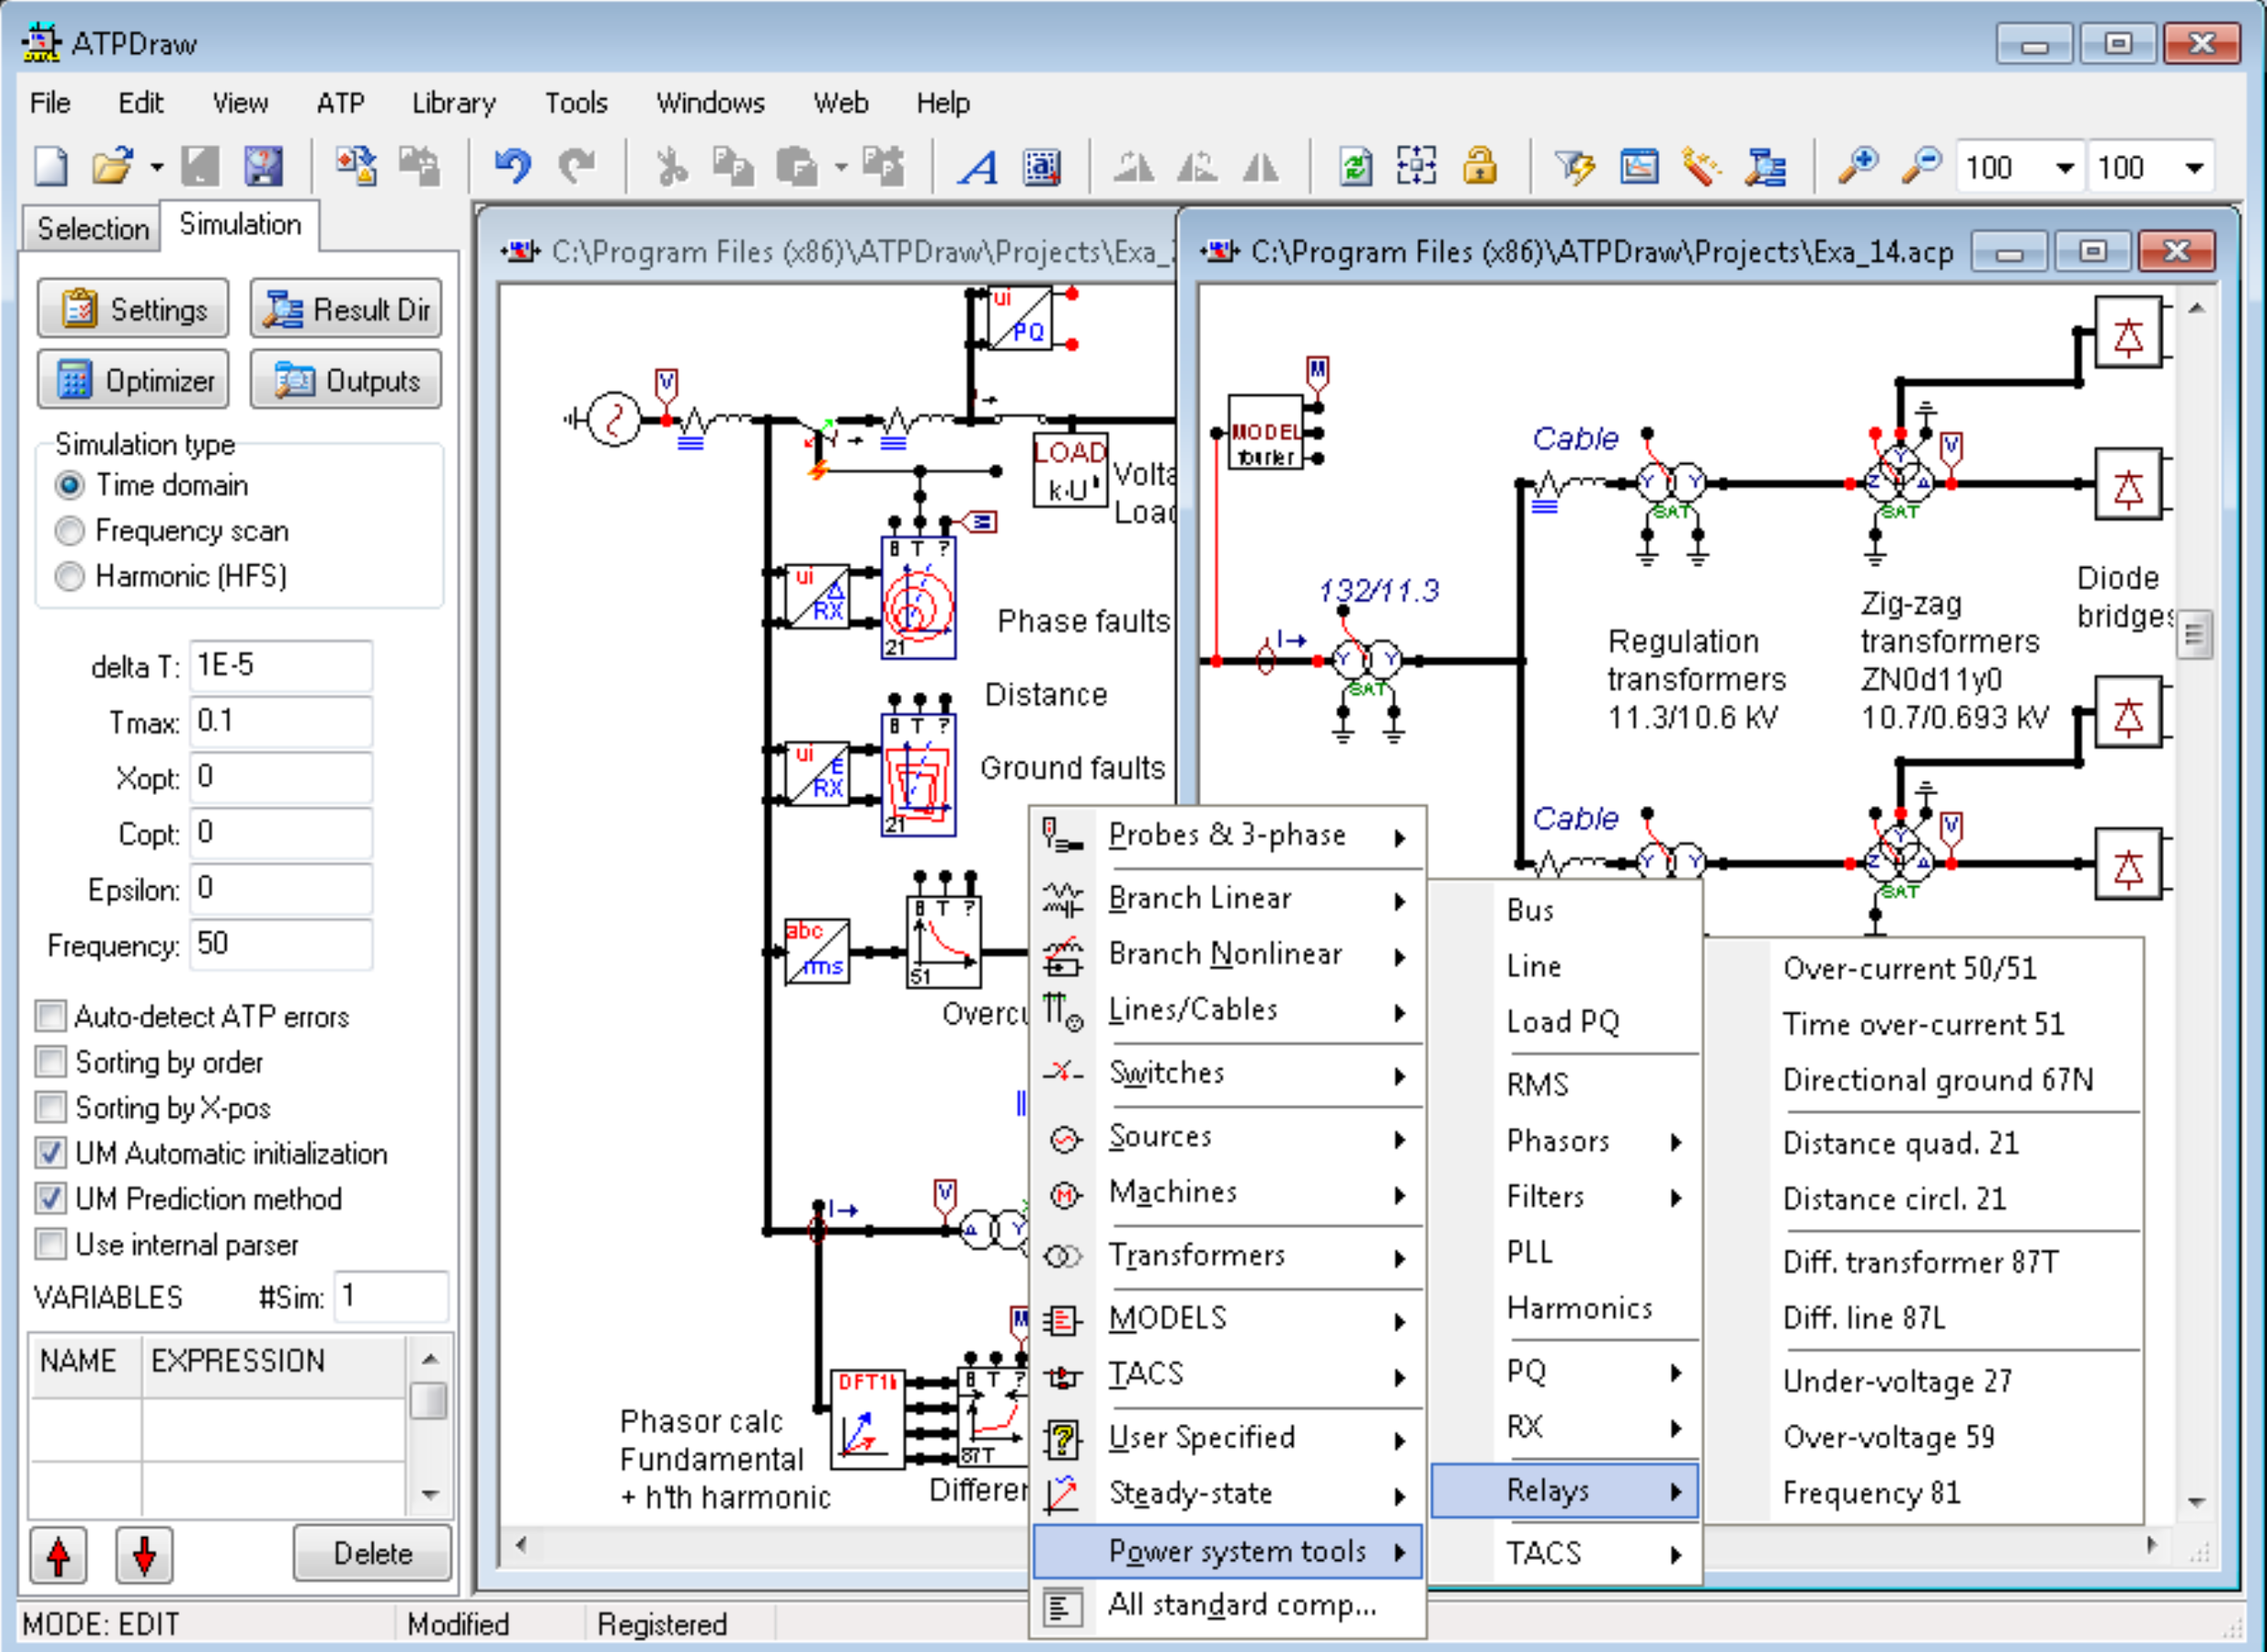 ATPDraw
File Edit View ATP Library Tools Windows Web Help
100 100
Selection Simulation
Settings Result Dir
Optimizer Outputs
Simulation type
Time domain
Frequency scan
Harmonic (HFS)
delta T: 1E-5
Tmax: 0.1
Xopt: 0
Copt: 0
Epsilon: 0
Frequency: 50
Auto-detect ATP errors
Sorting by order
Sorting by X-pos
UM Automatic initialization
UM Prediction method
Use internal parser
VARIABLES #Sim: 1
NAME EXPRESSION
Delete
MODE: EDIT Modified Registered
C:\Program Files (x86)\ATPDraw\Projects\Exa_
ui
PQ
V
LOAD
k·U
Volta
Load
B T ?
ui
RX
21
Phase faults
Distance
B T ?
ui
E
RX
21
Ground faults
B T ?
abc
rms
51
Overcu
I
V
Y
M
B T ?
DFT1h
87T
Phasor calc
Fundamental
+ h'th harmonic
Differen
C:\Program Files (x86)\ATPDraw\Projects\Exa_14.acp
M
MODEL
fourier
Cable
V
Y Y
SAT
Z Y Δ
SAT
132/11.3
I
Y Y
SAT
Regulation
transformers
11.3/10.6 kV
Zig-zag
transformers
ZN0d11y0
10.7/0.693 kV
Diode
bridges
Cable
V
Y Y
Z Y Δ
SAT
Probes & 3-phase
Branch Linear
Branch Nonlinear
Lines/Cables
Switches
Sources
Machines
Transformers
MODELS
TACS
User Specified
Steady-state
Power system tools
All standard comp...
Bus
Line
Load PQ
RMS
Phasors
Filters
PLL
Harmonics
PQ
RX
Relays
TACS
Over-current 50/51
Time over-current 51
Directional ground 67N
Distance quad. 21
Distance circl. 21
Diff. transformer 87T
Diff. line 87L
Under-voltage 27
Over-voltage 59
Frequency 81